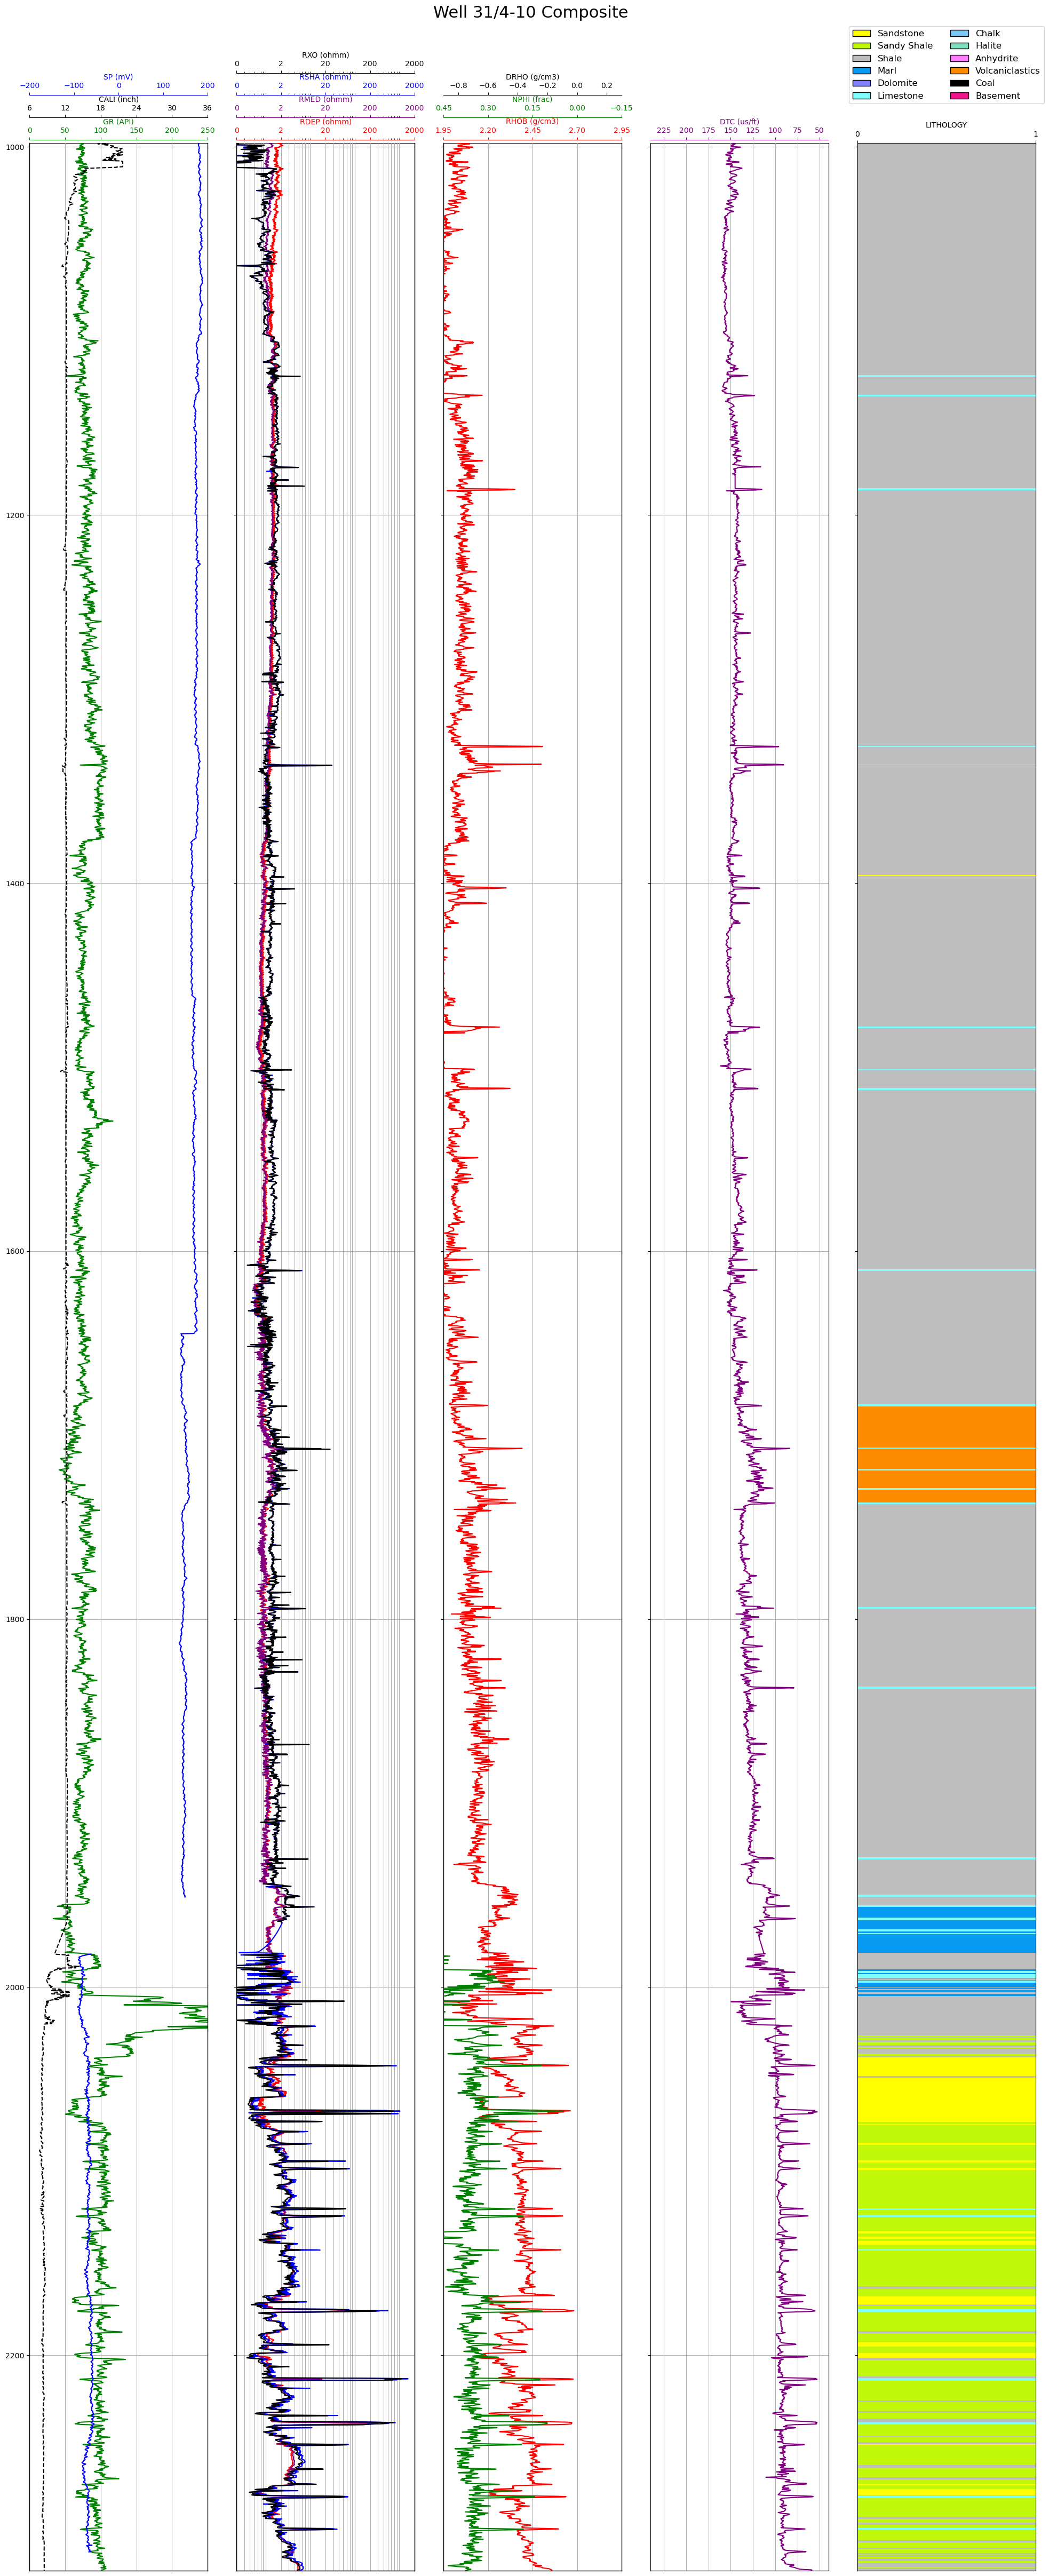 Well 31/4-10 Composite
Sandstone Chalk
Sandy Shale Halite
Shale Anhydrite
Marl Volcaniclastics
Dolomite Coal
Limestone Basement
RXO (ohmm)
0 2 20 200 2000
SP (mV) RSHA (ohmm) DRHO (g/cm3)
−200 −100 0 100 200 0 2 20 200 2000 −0.8 −0.6 −0.4 −0.2 −0.0 0.2
CALI (inch) RMED (ohmm) NPHI (frac)
6 12 18 24 30 36 0 2 20 200 2000 0.45 0.30 0.15 0.00 −0.15
GR (API) RDEP (ohmm) RHOB (g/cm3) DTC (us/ft) LITHOLOGY
0 50 100 150 200 250 0 2 20 200 2000 1.95 2.20 2.45 2.70 2.95 225 200 175 150 125 100 75 50 0 1
1000
1200
1400
1600
1800
2000
2200